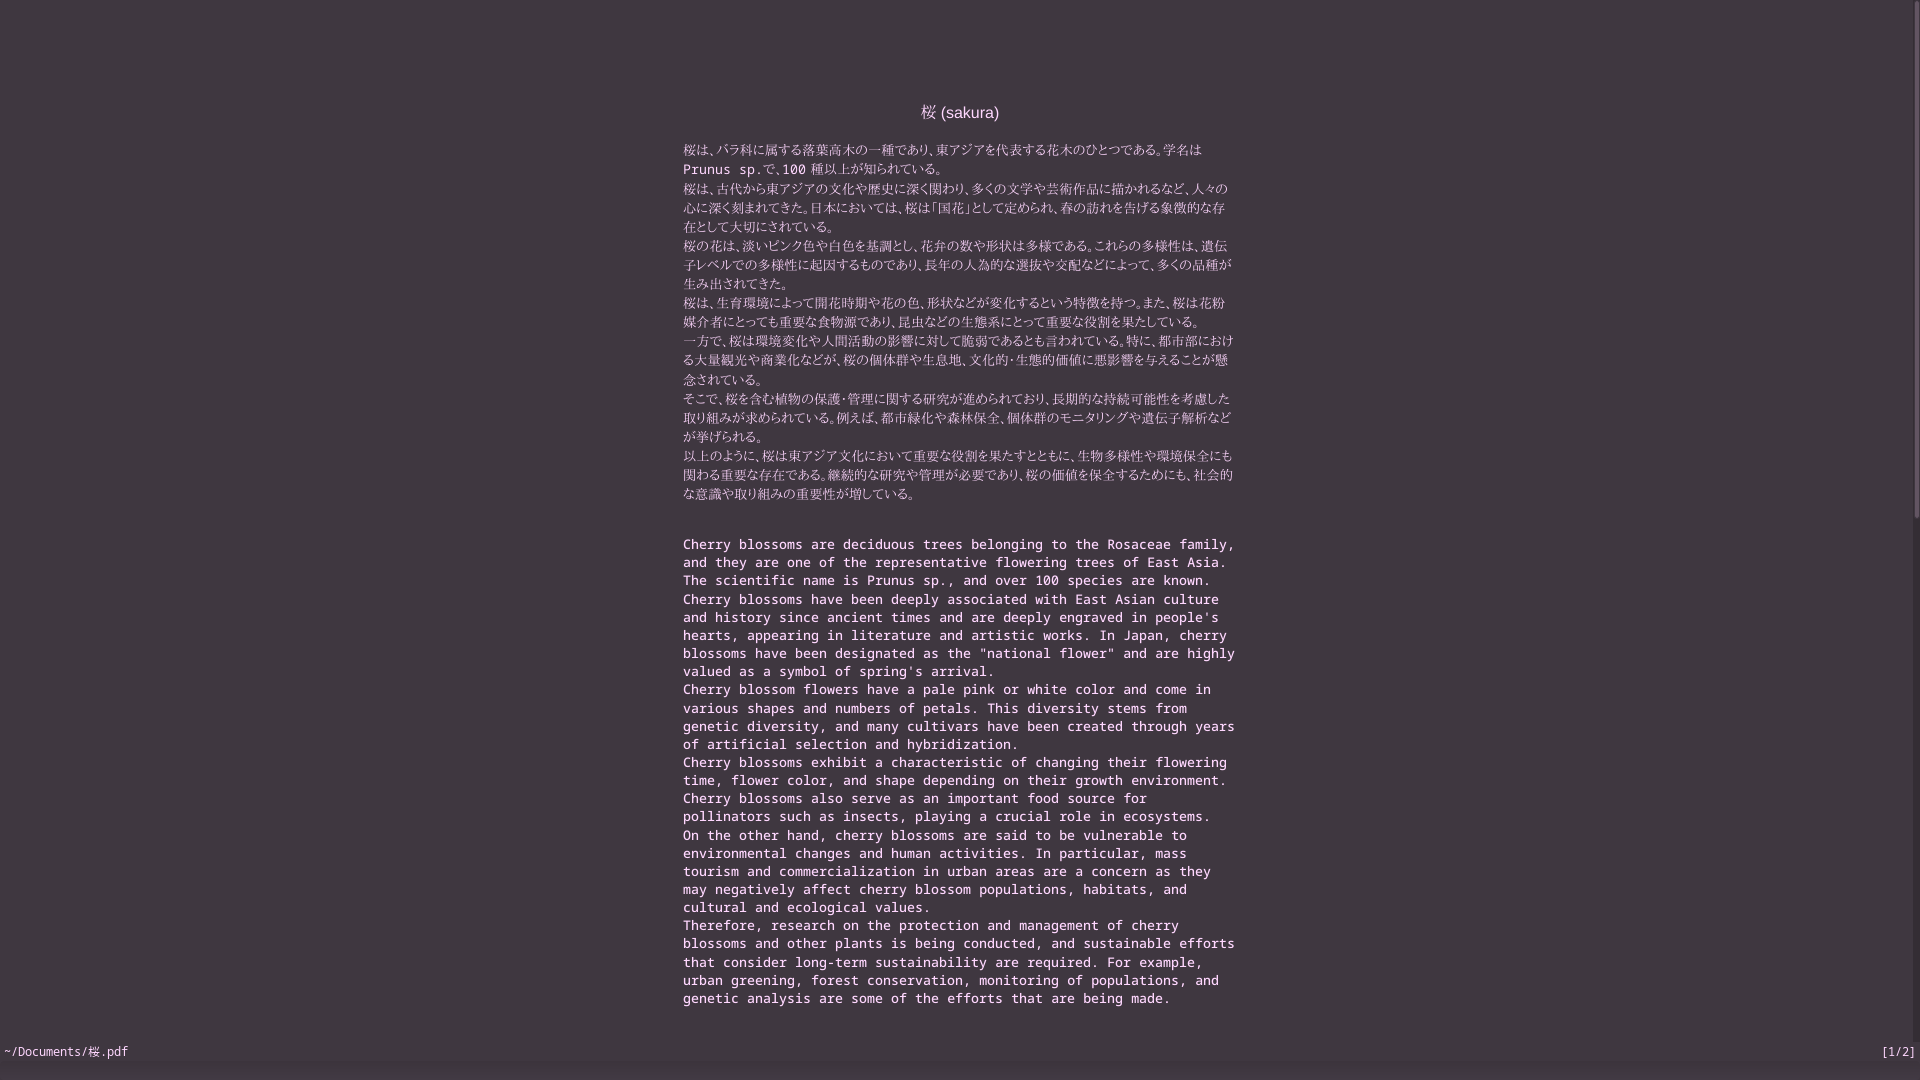 桜 (sakura)
桜は、バラ科に属する落葉高木の一種であり、東アジアを代表する花木のひとつである。学名は
Prunus sp.で、100 種以上が知られている。
桜は、古代から東アジアの文化や歴史に深く関わり、多くの文学や芸術作品に描かれるなど、人々の
心に深く刻まれてきた。日本においては、桜は「国花」として定められ、春の訪れを告げる象徴的な存
在として大切にされている。
桜の花は、淡いピンク色や白色を基調とし、花弁の数や形状は多様である。これらの多様性は、遺伝
子レベルでの多様性に起因するものであり、長年の人為的な選抜や交配などによって、多くの品種が
生み出されてきた。
桜は、生育環境によって開花時期や花の色、形状などが変化するという特徴を持つ。また、桜は花粉
媒介者にとっても重要な食物源であり、昆虫などの生態系にとって重要な役割を果たしている。
一方で、桜は環境変化や人間活動の影響に対して脆弱であるとも言われている。特に、都市部におけ
る大量観光や商業化などが、桜の個体群や生息地、文化的・生態的価値に悪影響を与えることが懸
念されている。
そこで、桜を含む植物の保護・管理に関する研究が進められており、長期的な持続可能性を考慮した
取り組みが求められている。例えば、都市緑化や森林保全、個体群のモニタリングや遺伝子解析など
が挙げられる。
以上のように、桜は東アジア文化において重要な役割を果たすとともに、生物多様性や環境保全にも
関わる重要な存在である。継続的な研究や管理が必要であり、桜の価値を保全するためにも、社会的
な意識や取り組みの重要性が増している。
Cherry blossoms are deciduous trees belonging to the Rosaceae family,
and they are one of the representative flowering trees of East Asia.
The scientific name is Prunus sp., and over 100 species are known.
Cherry blossoms have been deeply associated with East Asian culture
and history since ancient times and are deeply engraved in people's
hearts, appearing in literature and artistic works. In Japan, cherry
blossoms have been designated as the "national flower" and are highly
valued as a symbol of spring's arrival.
Cherry blossom flowers have a pale pink or white color and come in
various shapes and numbers of petals. This diversity stems from
genetic diversity, and many cultivars have been created through years
of artificial selection and hybridization.
Cherry blossoms exhibit a characteristic of changing their flowering
time, flower color, and shape depending on their growth environment.
Cherry blossoms also serve as an important food source for
pollinators such as insects, playing a crucial role in ecosystems.
On the other hand, cherry blossoms are said to be vulnerable to
environmental changes and human activities. In particular, mass
tourism and commercialization in urban areas are a concern as they
may negatively affect cherry blossom populations, habitats, and
cultural and ecological values.
Therefore, research on the protection and management of cherry
blossoms and other plants is being conducted, and sustainable efforts
that consider long-term sustainability are required. For example,
urban greening, forest conservation, monitoring of populations, and
genetic analysis are some of the efforts that are being made.
~/Documents/桜.pdf
[1/2]